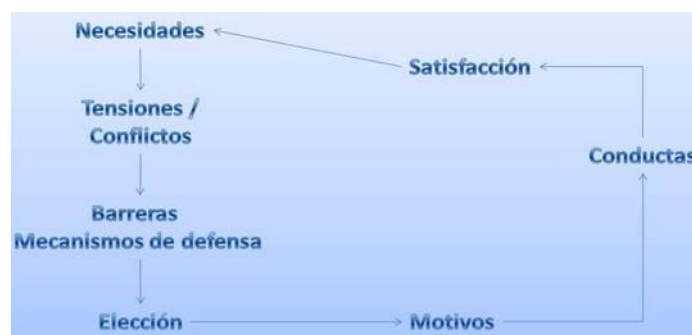 Necesidades
Satisfacción
Tensiones /
Conflictos
Conductas
Barreras
Mecanismos de defensa
Elección
Motivos